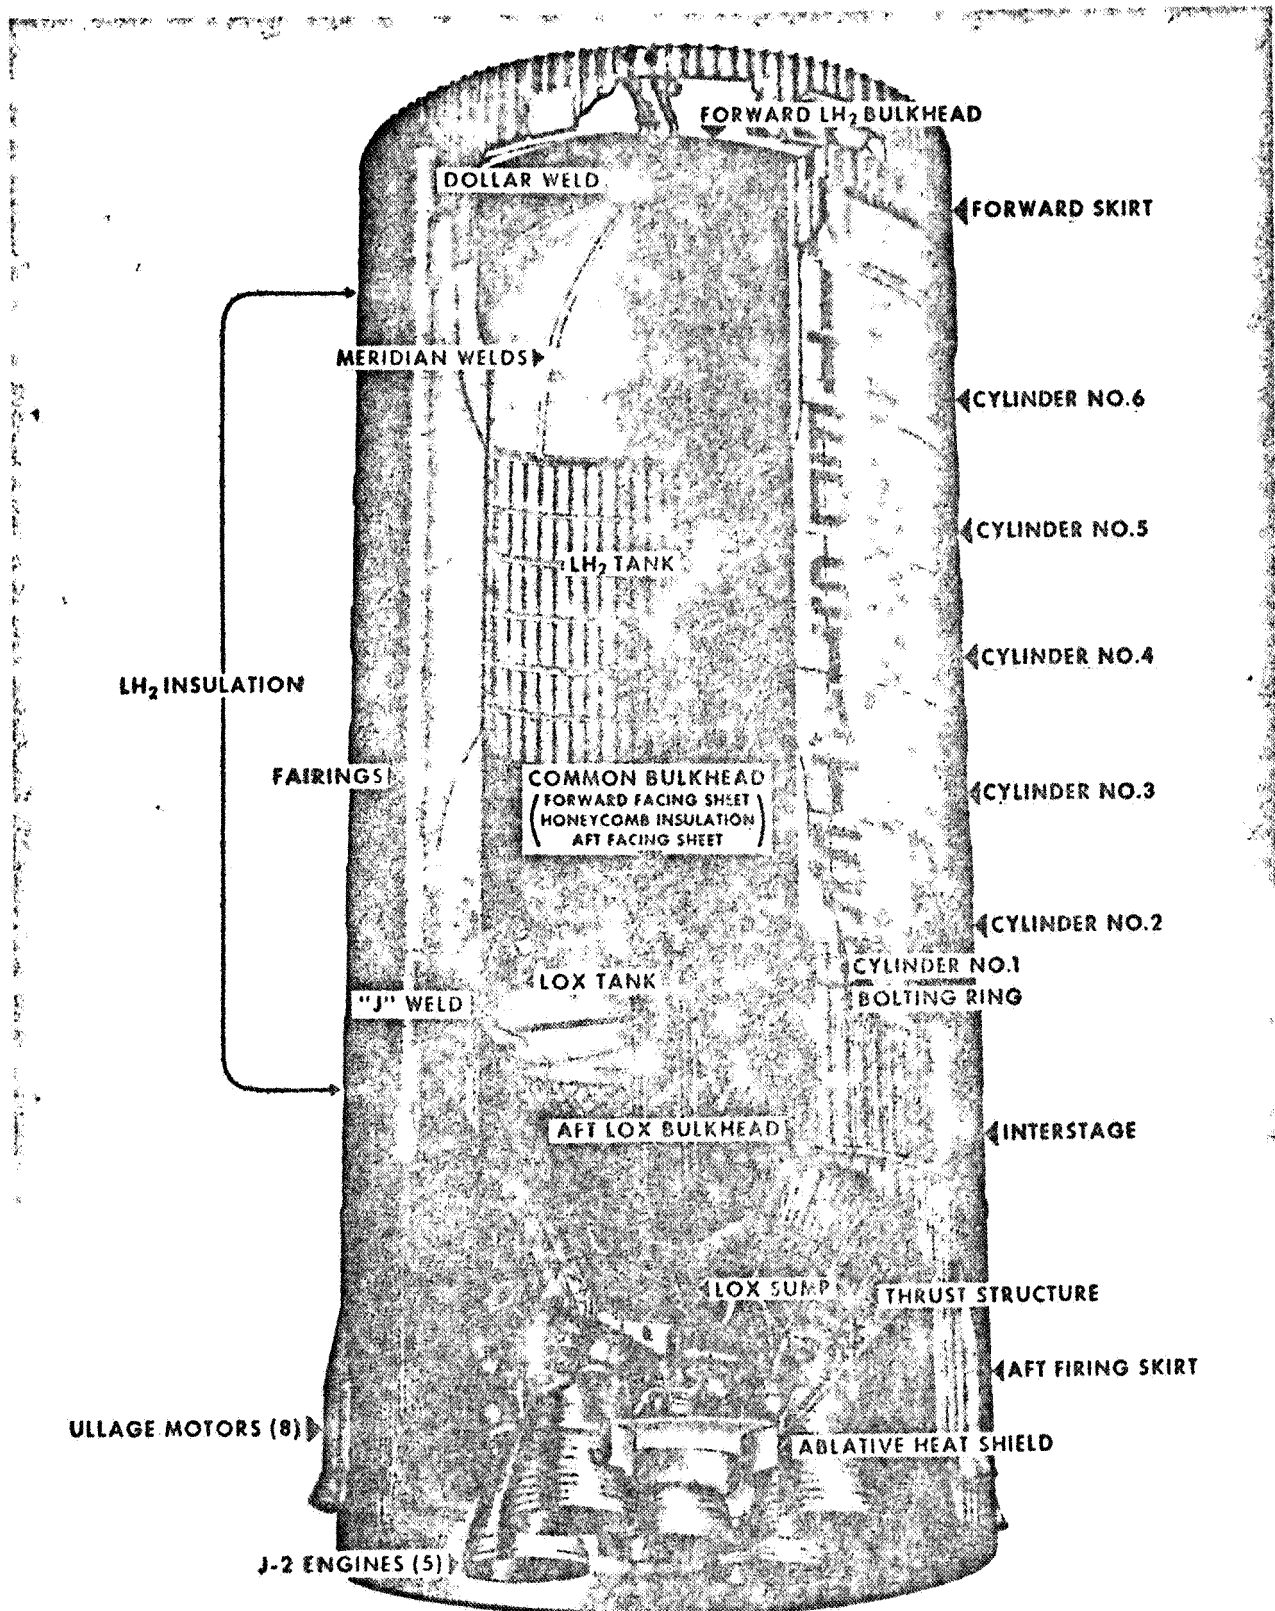 FORWARD LH₂ BULKHEAD
DOLLAR WELD
FORWARD SKIRT
MERIDIAN WELDS
CYLINDER NO.6
CYLINDER NO.5
LH₂ TANK
CYLINDER NO.4
LH₂ INSULATION
FAIRINGS
COMMON BULKHEAD
(FORWARD FACING SHEET
HONEYCOMB INSULATION
AFT FACING SHEET)
CYLINDER NO.3
CYLINDER NO.2
CYLINDER NO.1
LOX TANK
"J" WELD
BOLTING RING
AFT LOX BULKHEAD
INTERSTAGE
LOX SUMP
THRUST STRUCTURE
AFT FIRING SKIRT
ULLAGE MOTORS (8)
ABLATIVE HEAT SHIELD
J-2 ENGINES (5)